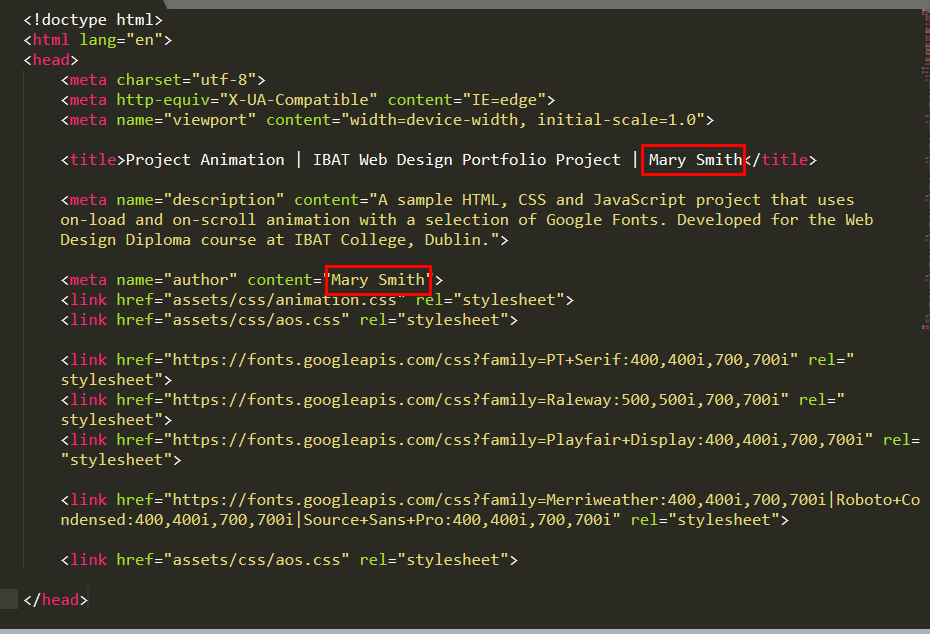 <!doctype html>
<html lang="en">
<head>
<meta charset="utf-8">
<meta http-equiv="X-UA-Compatible" content="IE=edge">
<meta name="viewport" content="width=device-width, initial-scale=1.0">
<title>Project Animation | IBAT Web Design Portfolio Project | Mary Smith</title>
<meta name="description" content="A sample HTML, CSS and JavaScript project that uses
on-load and on-scroll animation with a selection of Google Fonts. Developed for the Web
Design Diploma course at IBAT College, Dublin.">
<meta name="author" content="Mary Smith">
<link href="assets/css/animation.css" rel="stylesheet">
<link href="assets/css/aos.css" rel="stylesheet">
<link href="https://fonts.googleapis.com/css?family=PT+Serif:400,400i,700,700i" rel="
stylesheet">
<link href="https://fonts.googleapis.com/css?family=Raleway:500,500i,700,700i" rel="
stylesheet">
<link href="https://fonts.googleapis.com/css?family=Playfair+Display:400,400i,700,700i" rel=
"stylesheet">
<link href="https://fonts.googleapis.com/css?family=Merriweather:400,400i,700,700i|Roboto+Co
ndensed:400,400i,700,700i|Source+Sans+Pro:400,400i,700,700i" rel="stylesheet">
<link href="assets/css/aos.css" rel="stylesheet">
</head>